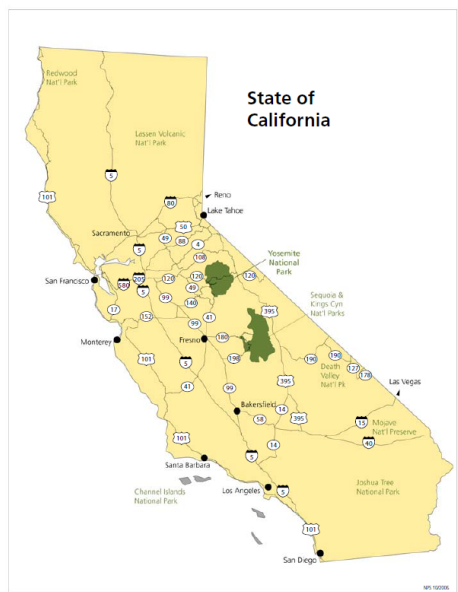 State of
California
Redwood
Nat'l Park
Lassen Volcanic
Nat'l Park
5
101
80
Reno
Lake Tahoe
50
Sacramento
49
88
4
5
108
Yosemite
National
Park
San Francisco
580
205
120
120
120
5
49
99
140
Sequoia &
Kings Cyn
Nat'l Parks
17
152
395
99
41
Monterey
Fresno
180
101
5
198
190
190
127
178
Death
Valley
Nat'l Pk
Las Vegas
41
99
395
Bakersfield
14
58
395
15
Mojave
Nat'l Preserve
40
101
14
5
Santa Barbara
Channel Islands
National Park
Los Angeles
5
Joshua Tree
National Park
101
San Diego